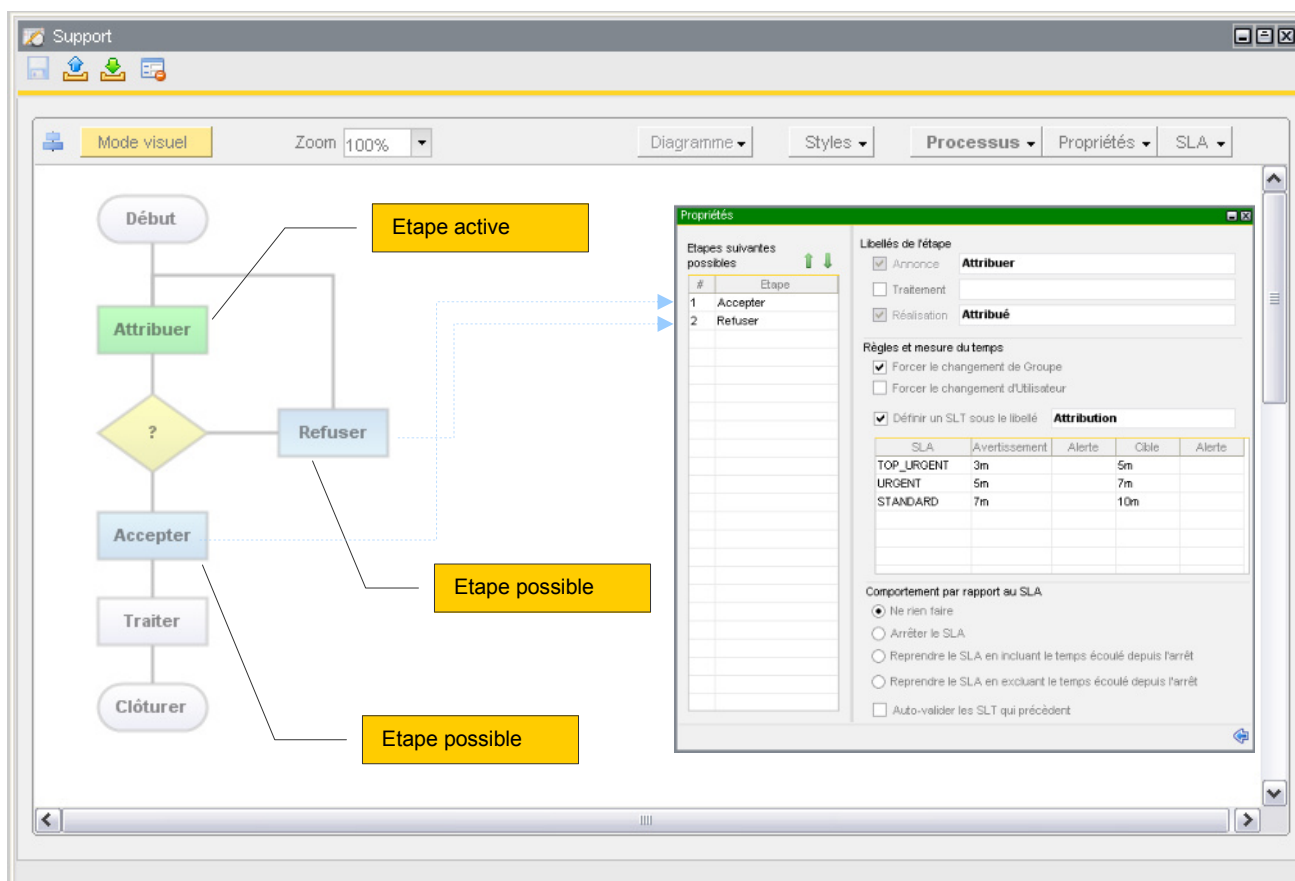 Support
Mode visuel
Zoom 100%
Diagramme
Styles
Processus
Propriétés
SLA
Début
Attribuer
?
Refuser
Accepter
Traiter
Clôturer
Etape active
Etape possible
Etape possible
Propriétés
Etapes suivantes
possibles
# Etape
1 Accepter
2 Refuser
Libellés de l'étape
Annonce Attribuer
Traitement
Réalisation Attribué
Règles et mesure du temps
Forcer le changement de Groupe
Forcer le changement d'Utilisateur
Définir un SLT sous le libellé Attribution
SLA Avertissement Alerte Cible Alerte
TOP_URGENT 3m 5m
URGENT 5m 7m
STANDARD 7m 10m
Comportement par rapport au SLA
Ne rien faire
Arrêter le SLA
Reprendre le SLA en incluant le temps écoulé depuis l'arrêt
Reprendre le SLA en excluant le temps écoulé depuis l'arrêt
Auto-valider les SLT qui précèdent